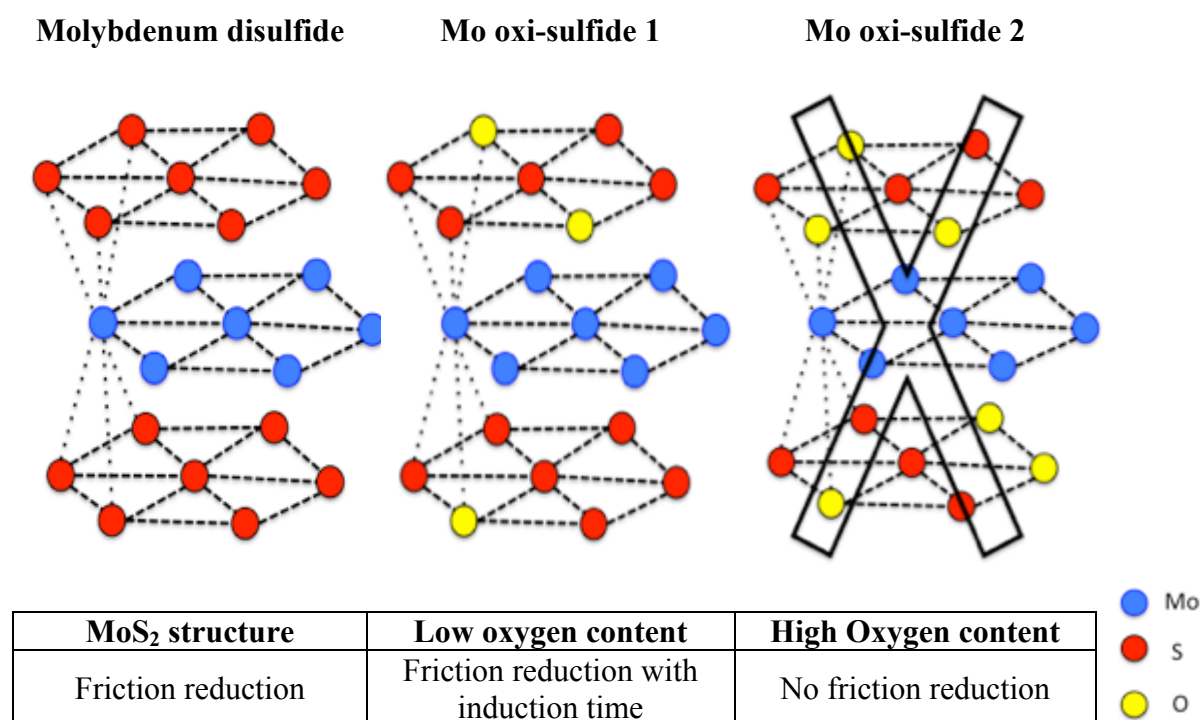 Molybdenum disulfide Mo oxi-sulfide 1 Mo oxi-sulfide 2
MoS₂ structure Low oxygen content High Oxygen content
Friction reduction Friction reduction with induction time No friction reduction
Mo
S
O